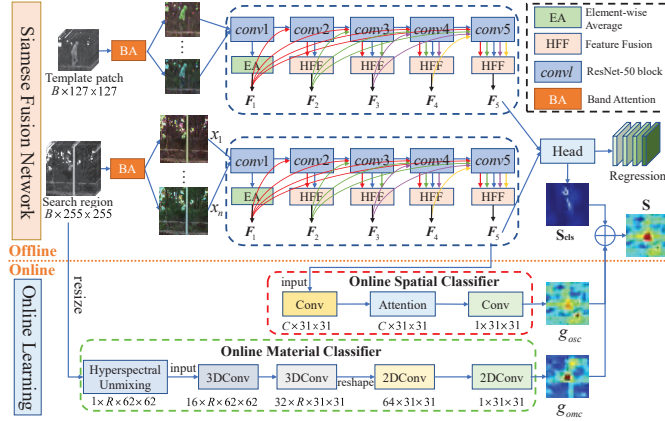 Siamese Fusion Network
Template patch
B×127×127
BA
conv1
conv2
conv3
conv4
conv5
EA
HFF
HFF
HFF
HFF
F1
F2
F3
F4
F5
EA
Element-wise
Average
HFF
Feature Fusion
convl
ResNet-50 block
BA
Band Attention
Search region
B×255×255
BA
x1
xn
conv1
conv2
conv3
conv4
conv5
EA
HFF
HFF
HFF
HFF
F1
F2
F3
F4
F5
Head
Regression
Scls
S
Offline
Online
Online Learning
resize
input
Online Spatial Classifier
Conv
Attention
Conv
C×31×31
C×31×31
1×31×31
gosc
Online Material Classifier
Hyperspectral
Unmixing
input
3DConv
3DConv
reshape
2DConv
2DConv
1×R×62×62
16×R×62×62
32×R×31×31
64×31×31
1×31×31
gomc